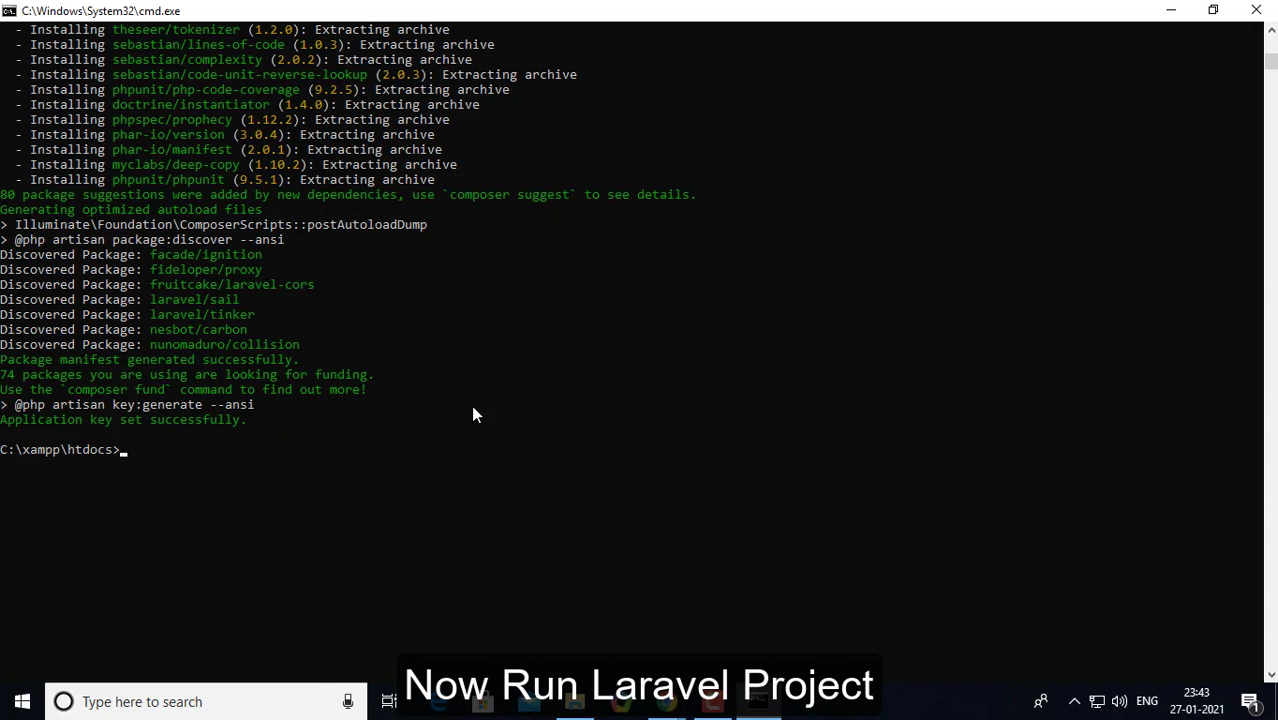 C:\Windows\System32\cmd.exe
- Installing theseer/tokenizer (1.2.0): Extracting archive
- Installing sebastian/lines-of-code (1.0.3): Extracting archive
- Installing sebastian/complexity (2.0.2): Extracting archive
- Installing sebastian/code-unit-reverse-lookup (2.0.3): Extracting archive
- Installing phpunit/php-code-coverage (9.2.5): Extracting archive
- Installing doctrine/instantiator (1.4.0): Extracting archive
- Installing phpspec/prophecy (1.12.2): Extracting archive
- Installing phar-io/version (3.0.4): Extracting archive
- Installing phar-io/manifest (2.0.1): Extracting archive
- Installing myclabs/deep-copy (1.10.2): Extracting archive
- Installing phpunit/phpunit (9.5.1): Extracting archive
80 package suggestions were added by new dependencies, use `composer suggest` to see details.
Generating optimized autoload files
> Illuminate\Foundation\ComposerScripts::postAutoloadDump
> @php artisan package:discover --ansi
Discovered Package: facade/ignition
Discovered Package: fideloper/proxy
Discovered Package: fruitcake/laravel-cors
Discovered Package: laravel/sail
Discovered Package: laravel/tinker
Discovered Package: nesbot/carbon
Discovered Package: nunomaduro/collision
Package manifest generated successfully.
74 packages you are using are looking for funding.
Use the `composer fund` command to find out more!
> @php artisan key:generate --ansi
Application key set successfully.
C:\xampp\htdocs>
Now Run Laravel Project
Type here to search
ENG
23:43
27-01-2021
1